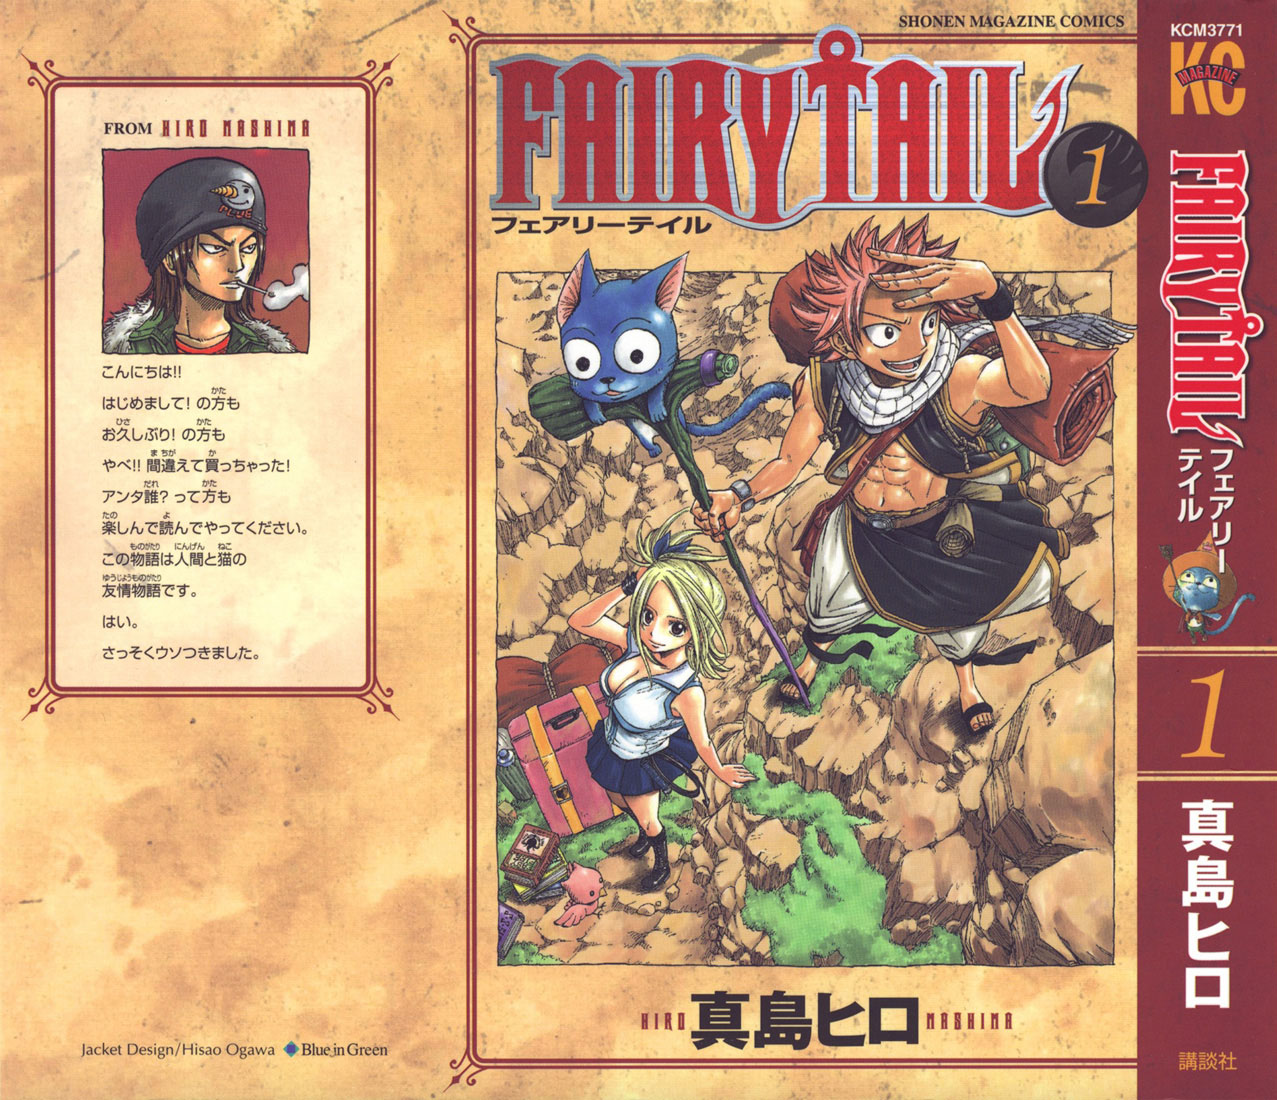 FROM HIRO MASHIMA
PLUE
こんにちは!!
はじめまして! の方も
お久しぶり! の方も
やべ!! 間違えて買っちゃった!
アンタ誰? って方も
楽しんで読んでやってください。
この物語は人間と猫の
友情物語です。
はい。
さっそくウソつきました。
Jacket Design/Hisao Ogawa Blue in Green
SHONEN MAGAZINE COMICS
FAIRY TAIL
1
フェアリーテイル
HIRO 真島ヒロ MASHIMA
KCM3771
KC
MAGAZINE
FAIRY TAIL
フェアリー
テイル
1
真島ヒロ
講談社